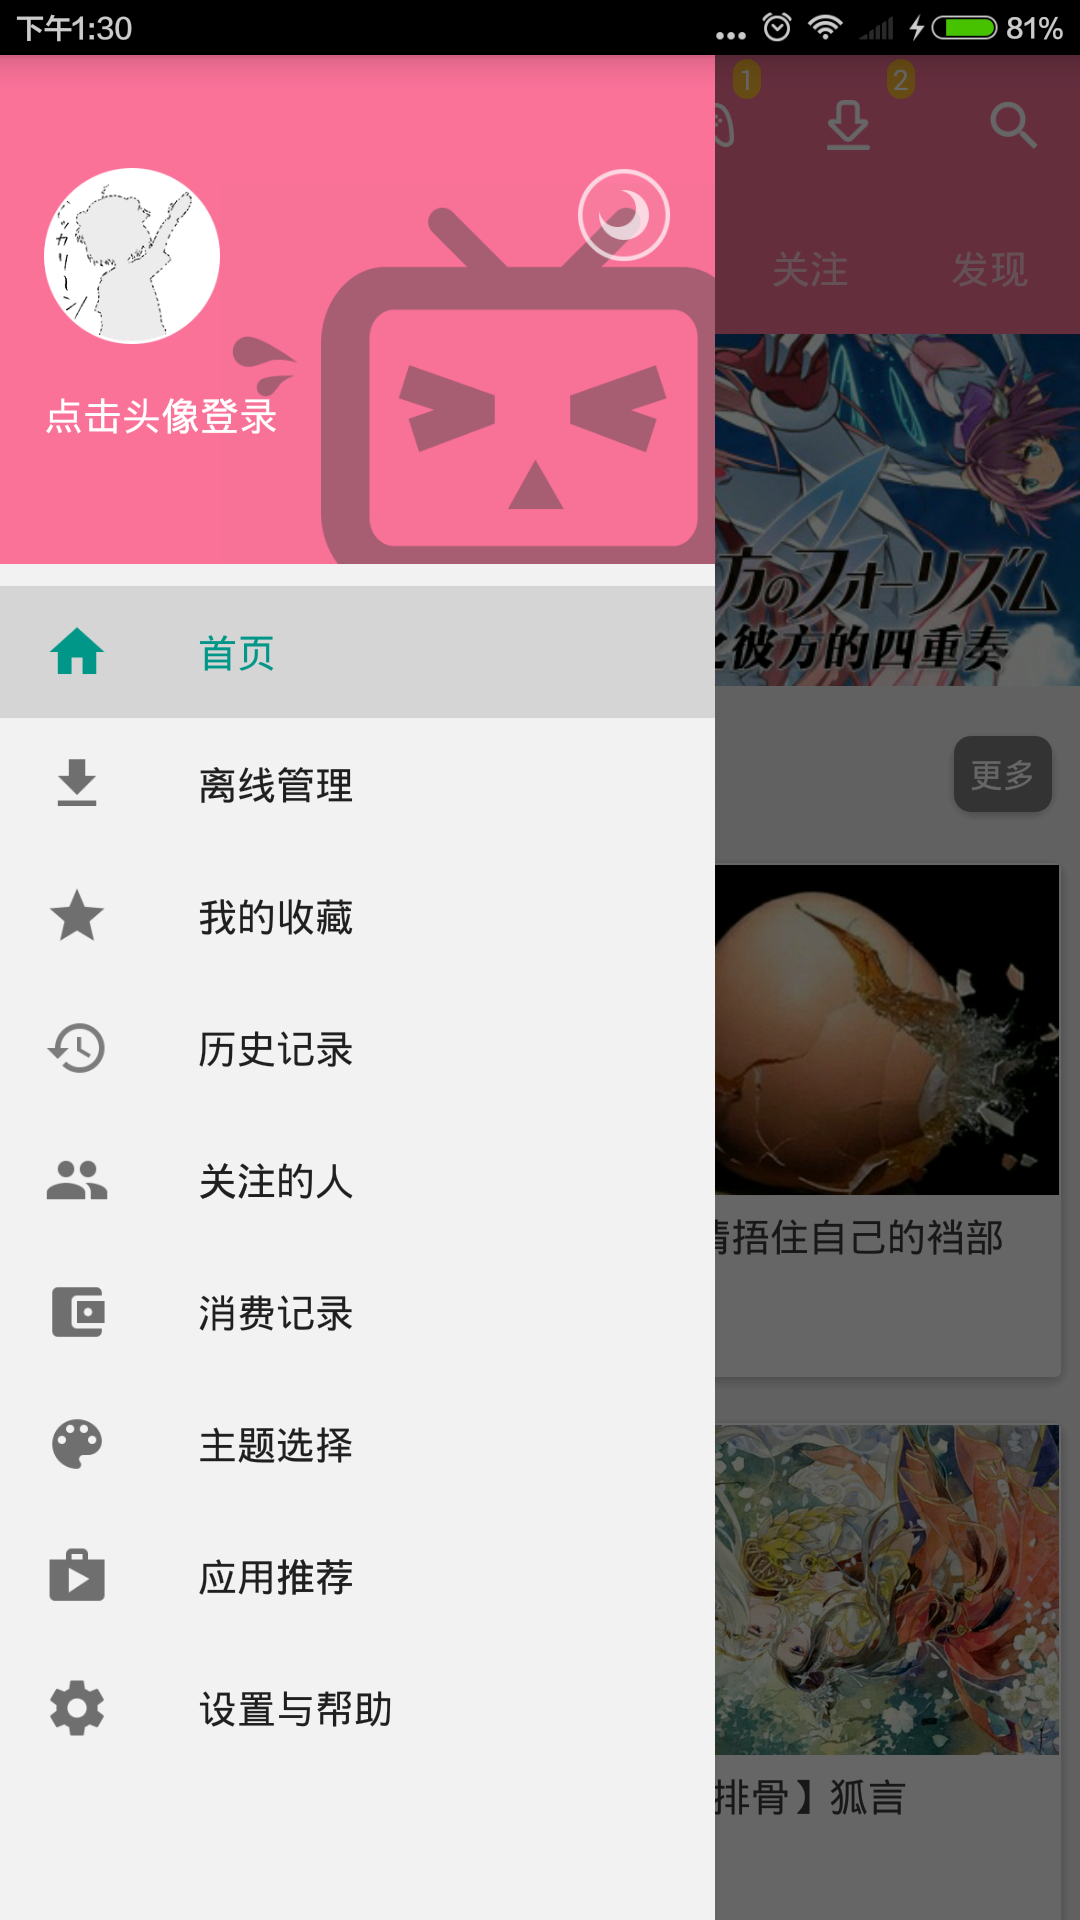 下午1:30
81%
1
2
关注
发现
点击头像登录
方のフォーリズム
彼方的四重奏
首页
更多
离线管理
我的收藏
历史记录
关注的人
请捂住自己的裆部
消费记录
主题选择
应用推荐
设置与帮助
排骨】狐言